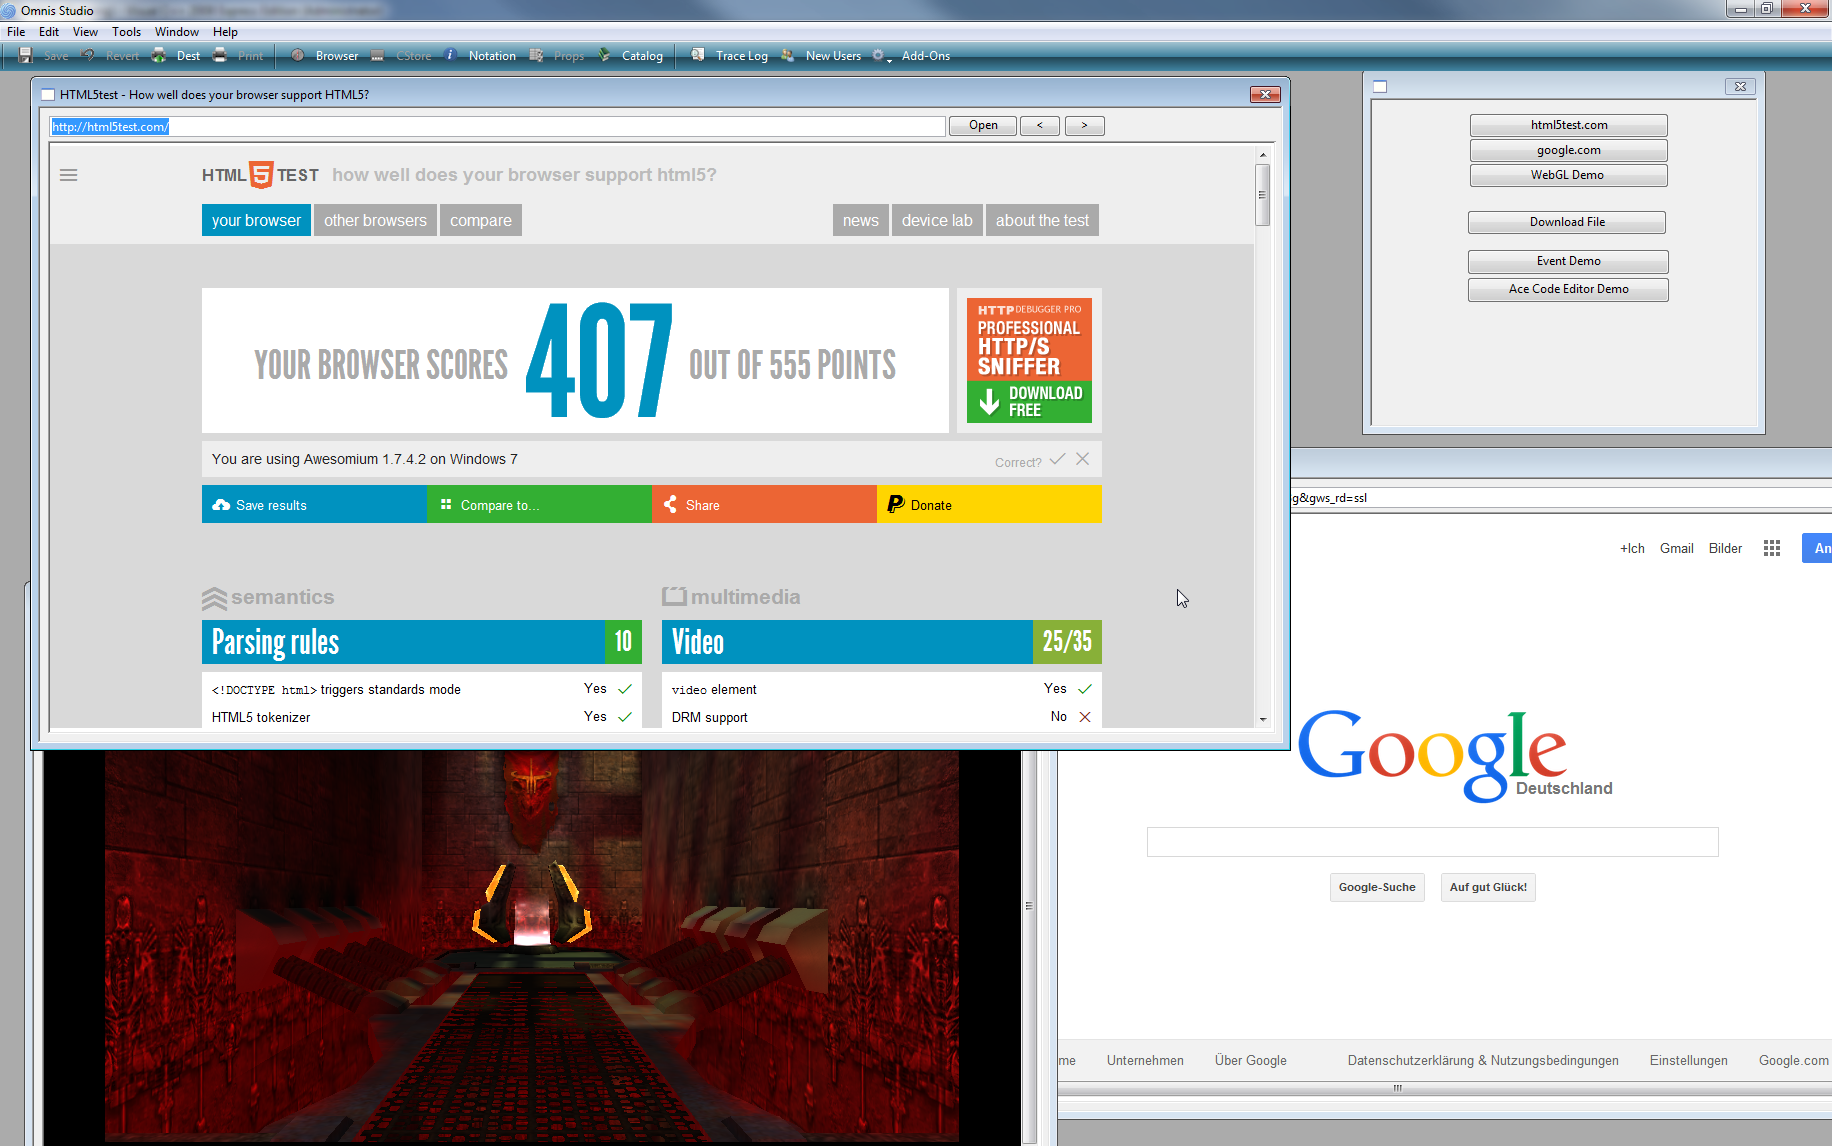 Omnis Studio
File Edit View Tools Window Help
Save Revert Dest Print Browser CStore Notation Props Catalog Trace Log New Users Add-Ons
HTML5test - How well does your browser support HTML5?
http://html5test.com/ Open < >
HTML 5 TEST how well does your browser support html5?
your browser other browsers compare news device lab about the test
YOUR BROWSER SCORES 407 OUT OF 555 POINTS
HTTP DEBUGGER PRO
PROFESSIONAL
HTTP/S
SNIFFER
DOWNLOAD
FREE
You are using Awesomium 1.7.4.2 on Windows 7 Correct?
Save results Compare to... Share Donate
semantics
Parsing rules 10
<!DOCTYPE html> triggers standards mode Yes
HTML5 tokenizer Yes
multimedia
Video 25/35
video element Yes
DRM support No
html5test.com
google.com
WebGL Demo
Download File
Event Demo
Ace Code Editor Demo
g&gws_rd=ssl
+Ich Gmail Bilder An
Google
Deutschland
Google-Suche Auf gut Glück!
me Unternehmen Über Google Datenschutzerklärung & Nutzungsbedingungen Einstellungen Google.com